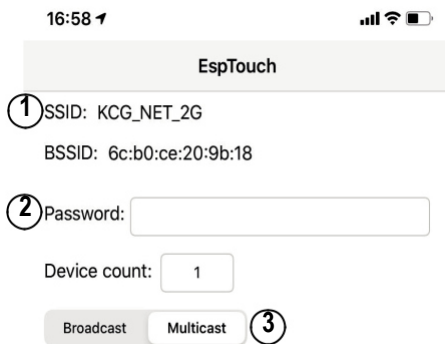 16:58
EspTouch
1 SSID: KCG_NET_2G
BSSID: 6c:b0:ce:20:9b:18
2 Password:
Device count: 1
Broadcast Multicast 3